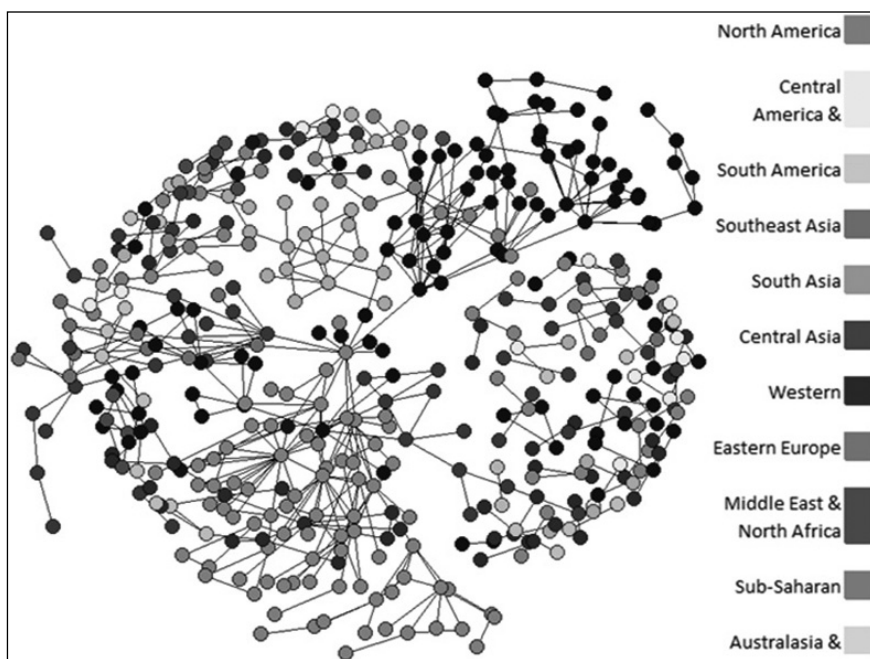 North America
Central
America &
South America
Southeast Asia
South Asia
Central Asia
Western
Eastern Europe
Middle East &
North Africa
Sub-Saharan
Australasia &